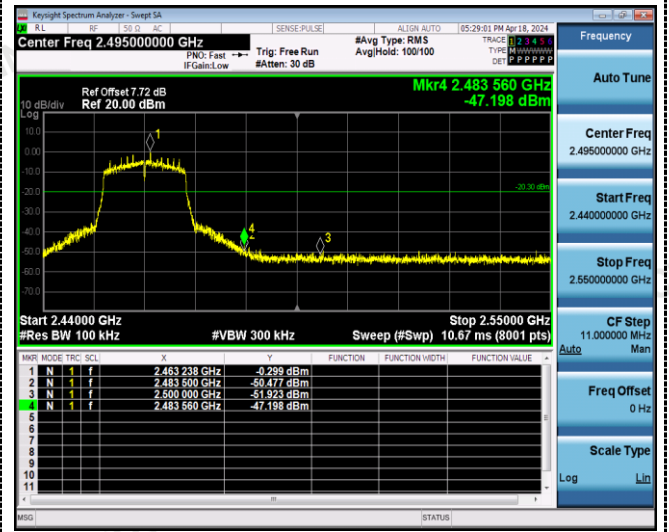 Keysight Spectrum Analyzer - Swept SA
RL RF 50 Ω AC SENSE:PULSE ALIGN AUTO 05:29:01 PM Apr 18, 2024
Center Freq 2.495000000 GHz
PNO: Fast
IFGain:Low
Trig: Free Run
#Atten: 30 dB
#Avg Type: RMS
Avg|Hold: 100/100
TRACE 1 2 3 4 5 6
TYPE M W W W W W
DET P P P P P P
Mkr4 2.483 560 GHz
-47.198 dBm
Ref Offset 7.72 dB
10 dB/div Ref 20.00 dBm
Log
10.0
0.00
-10.0
-20.0
-30.0
-40.0
-50.0
-60.0
-70.0
1
4
3
-20.30 dBm
Start 2.44000 GHz Stop 2.55000 GHz
#Res BW 100 kHz #VBW 300 kHz Sweep (#Swp) 10.67 ms (8001 pts)
MKR MODE TRC SCL X Y FUNCTION FUNCTION WIDTH FUNCTION VALUE
1 N 1 f 2.463 238 GHz -0.299 dBm
2 N 1 f 2.483 500 GHz -50.477 dBm
3 N 1 f 2.500 000 GHz -51.923 dBm
4 N 1 f 2.483 560 GHz -47.198 dBm
5
6
7
8
9
10
11
MSG STATUS
Frequency
Auto Tune
Center Freq
2.495000000 GHz
Start Freq
2.440000000 GHz
Stop Freq
2.550000000 GHz
CF Step
11.000000 MHz
Auto Man
Freq Offset
0 Hz
Scale Type
Log Lin